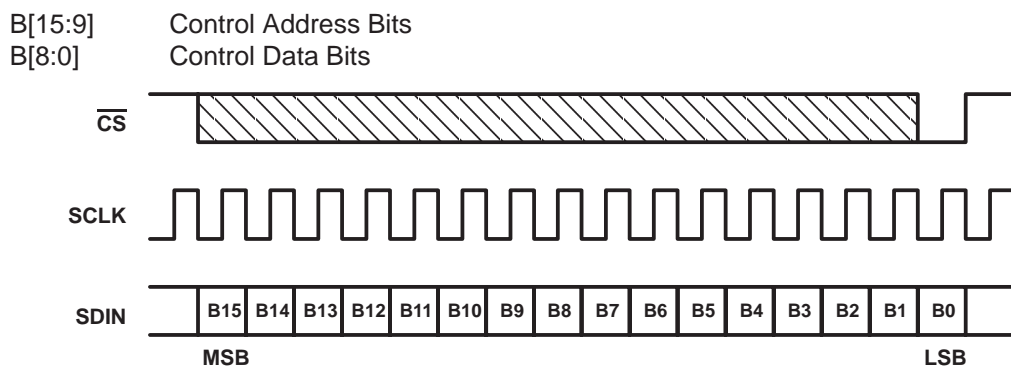 B[15:9] Control Address Bits
B[8:0] Control Data Bits
CS
SCLK
SDIN B15 B14 B13 B12 B11 B10 B9 B8 B7 B6 B5 B4 B3 B2 B1 B0
MSB LSB